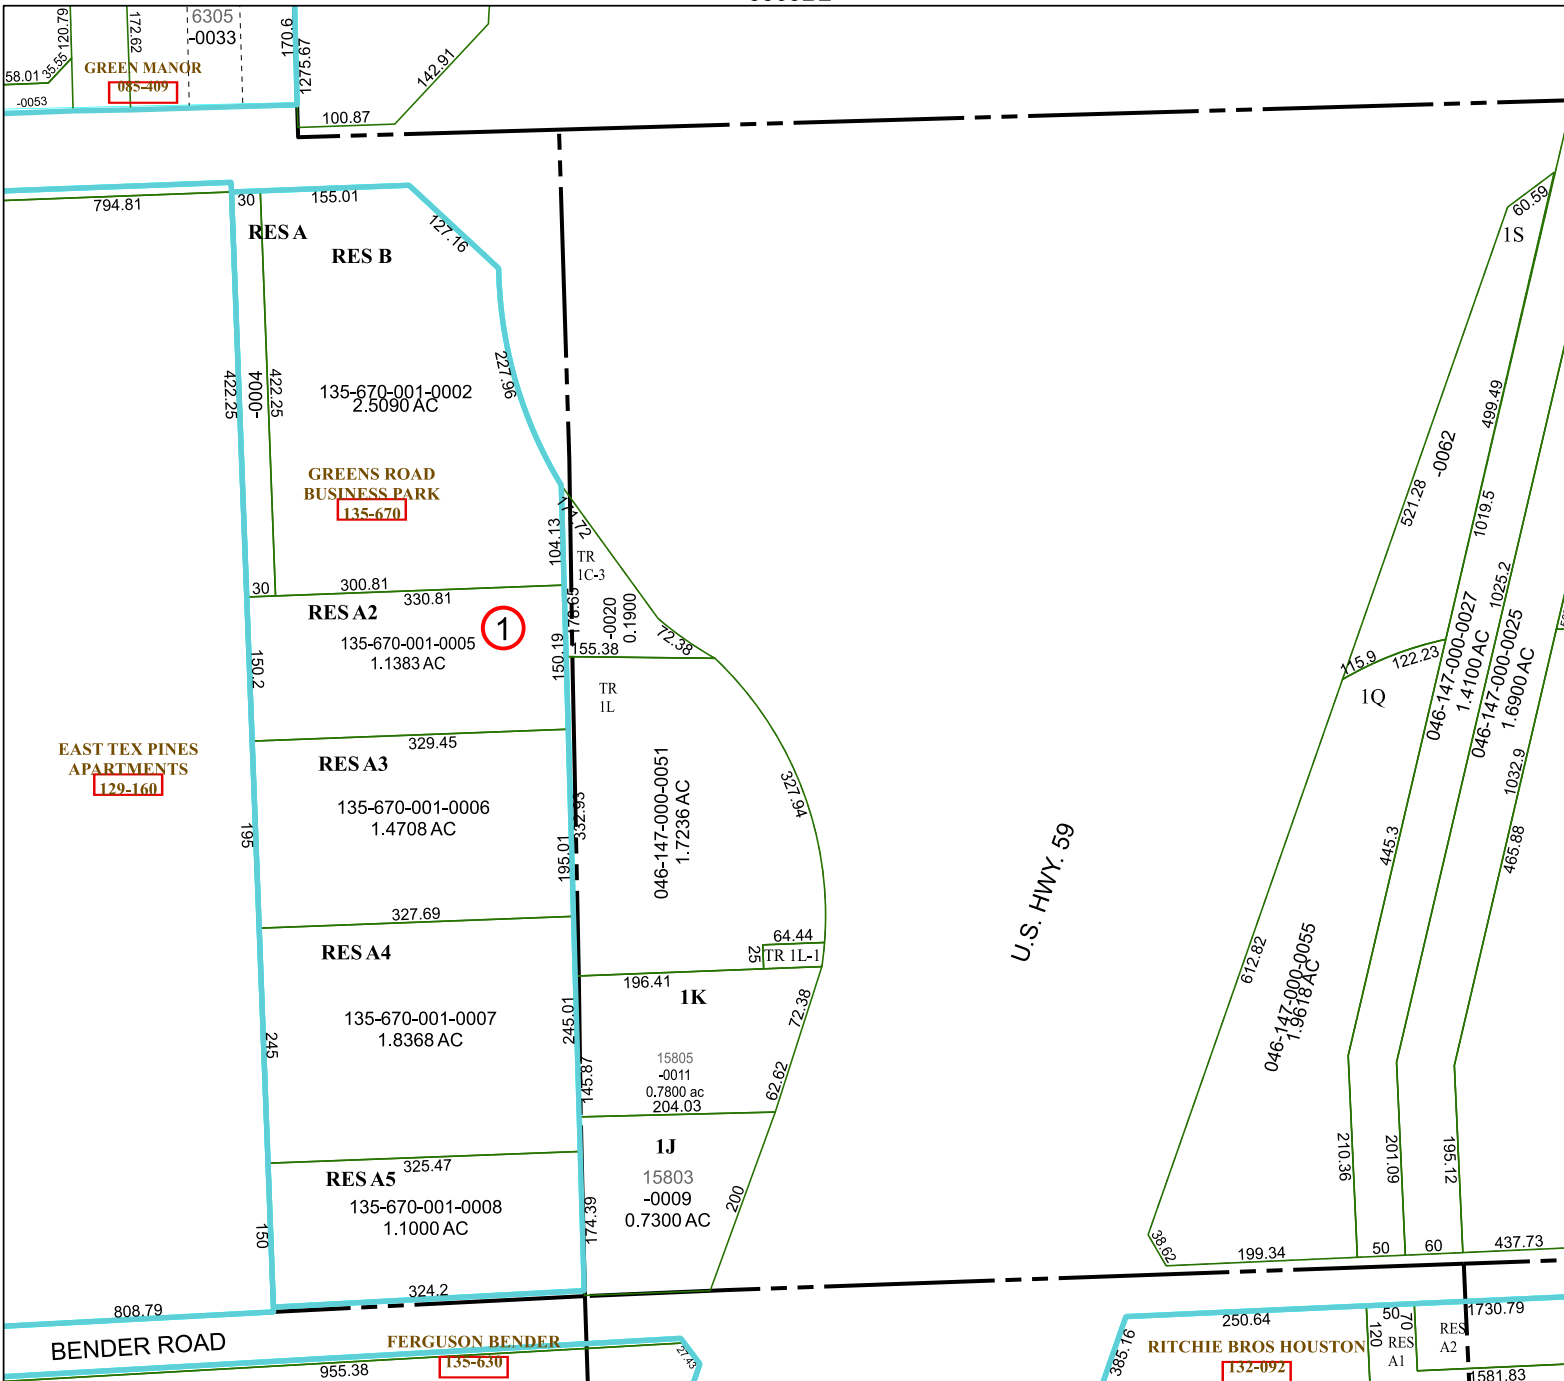 120.79
172.62
6305
-0033
170.6
1275.67
142.91
58.01
35.55
GREEN MANOR
085-409
-0053
100.87
794.81
30
155.01
127.16
60.59
1S
RES A
RES B
422.25
-0004
422.25
227.96
135-670-001-0002
2.5090 AC
499.49
-0062
521.28
1019.5
GREENS ROAD
BUSINESS PARK
135-670
104.13
TR
1C-3
178.65
-0020
0.1900
72.38
30
300.81
330.81
RES A2
1
135-670-001-0005
1.1383 AC
150.2
150.19
155.38
TR
1L
1025.2
115.9
122.23
1Q
046-147-000-0027
1.4100 AC
046-147-000-0025
1.6900 AC
EAST TEX PINES
APARTMENTS
129-160
329.45
RES A3
135-670-001-0006
1.4708 AC
195
195.01
332.93
046-147-000-0051
1.7236 AC
327.94
U.S. HWY. 59
1032.9
445.3
465.88
327.69
RES A4
64.44
25
TR 1L-1
196.41
1K
72.38
612.82
046-147-000-0055
1.9618 AC
135-670-001-0007
1.8368 AC
245
245.01
145.87
15805
-0011
0.7800 ac
204.03
62.62
1J
15803
-0009
0.7300 AC
200
210.36
201.09
195.12
325.47
RES A5
135-670-001-0008
1.1000 AC
150
174.39
38.62
199.34
50
60
437.73
324.2
808.79
BENDER ROAD
955.38
FERGUSON BENDER
135-630
27.43
385.16
250.64
RITCHIE BROS HOUSTON
132-092
120
50
70
RES
A1
1730.79
RES
A2
1581.83